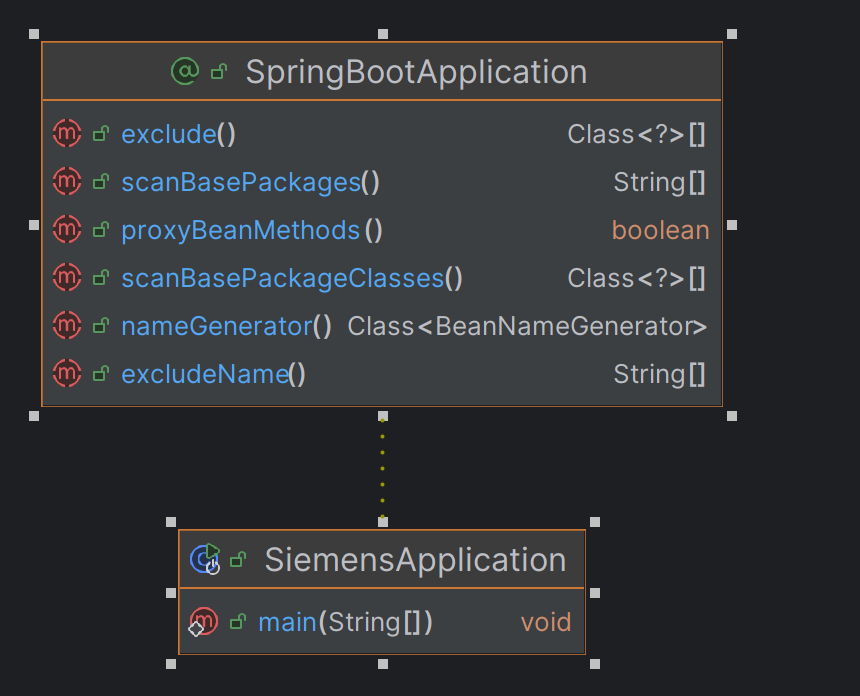 SpringBootApplication
exclude() Class<?>[]
scanBasePackages() String[]
proxyBeanMethods() boolean
scanBasePackageClasses() Class<?>[]
nameGenerator() Class<BeanNameGenerator>
excludeName() String[]
SiemensApplication
main(String[]) void